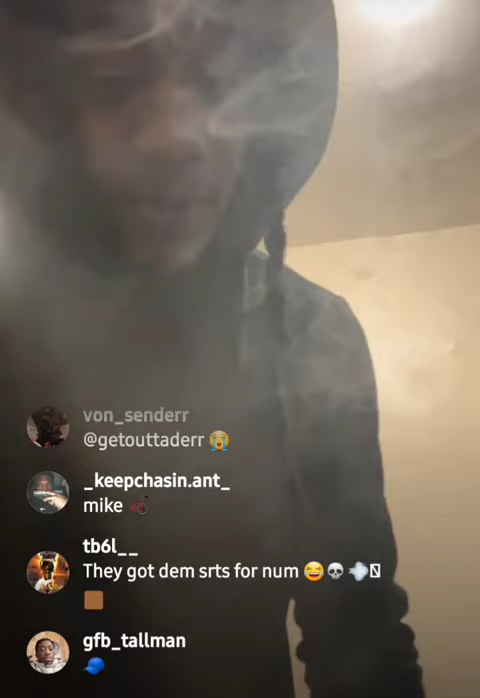 von_senderr
@getouttaderr 😭
_keepchasin.ant_
mike
tb6l__
They got dem srts for num 😂💀💨
🟫
gfb_tallman
🧢